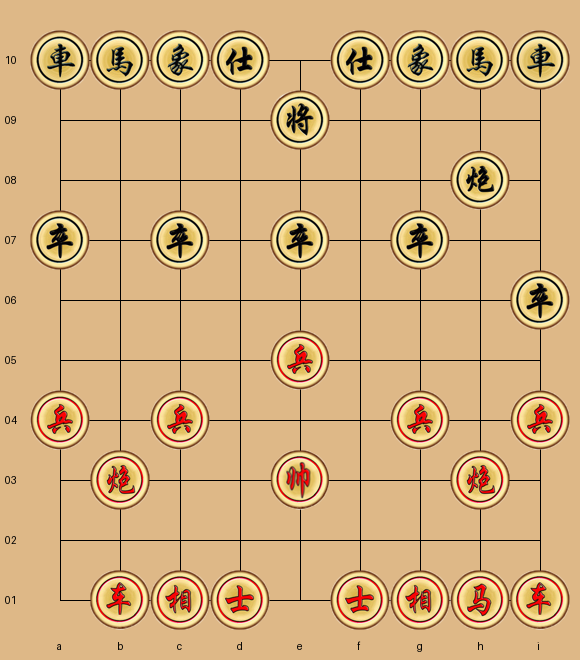 10 車 馬 象 仕 仕 象 馬 車
09 将
08 炮
07 卒 卒 卒 卒
06 卒
05 兵
04 兵 兵 兵 兵
03 炮 帅 炮
02
01 车 相 士 士 相 马 车
a b c d e f g h i